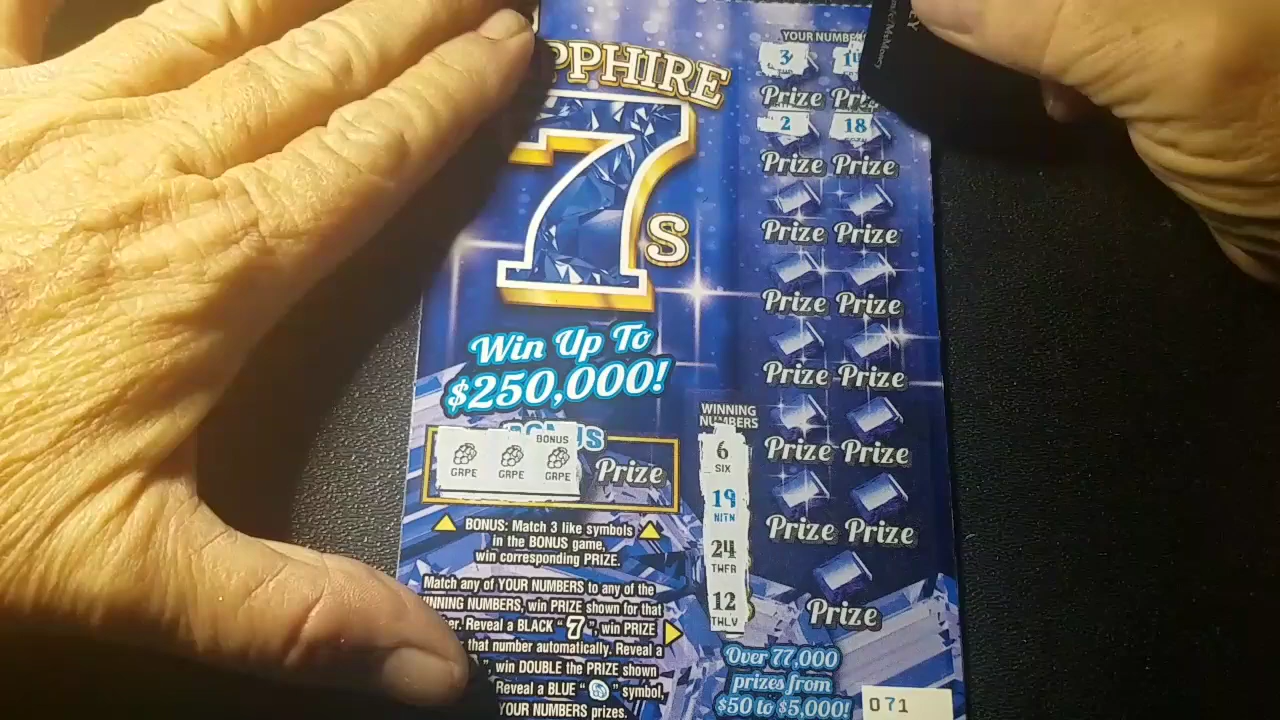 PPHIRE
7
S
Win Up To
$250,000!
BONUS
GRPE GRPE GRPE
Prize
BONUS: Match 3 like symbols
in the BONUS game,
win corresponding PRIZE.
Match any of YOUR NUMBERS to any of the
WINNING NUMBERS, win PRIZE shown for that
er. Reveal a BLACK "7", win PRIZE
that number automatically. Reveal a
", win DOUBLE the PRIZE shown
Reveal a BLUE " " symbol,
YOUR NUMBERS prizes.
WINNING
NUMBERS
6
SIX
19
NITN
24
TWFR
12
TWLV
YOUR NUMBE
3
Prize
2 18
Prize Prize
Prize Prize
Prize Prize
Prize Prize
Prize Prize
Prize Prize
Prize
Over 77,000
prizes from
$50 to $5,000!
071